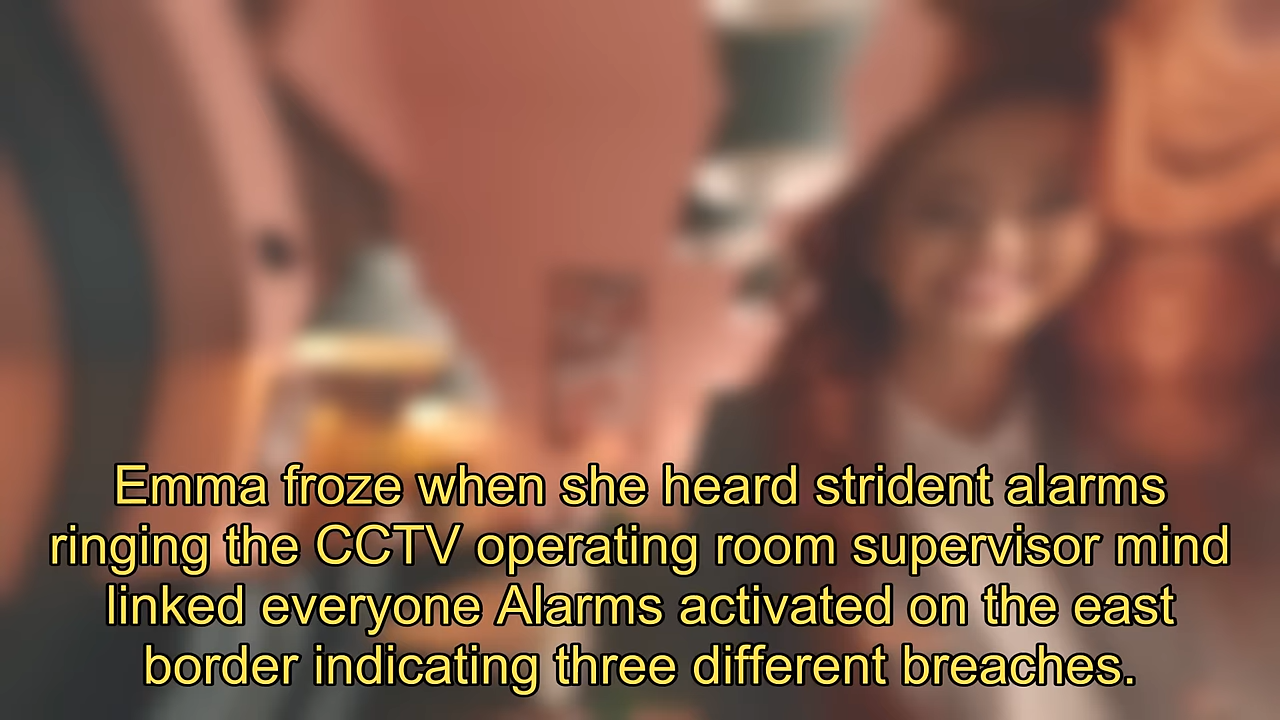 Emma froze when she heard strident alarms
ringing the CCTV operating room supervisor mind
linked everyone Alarms activated on the east
border indicating three different breaches.